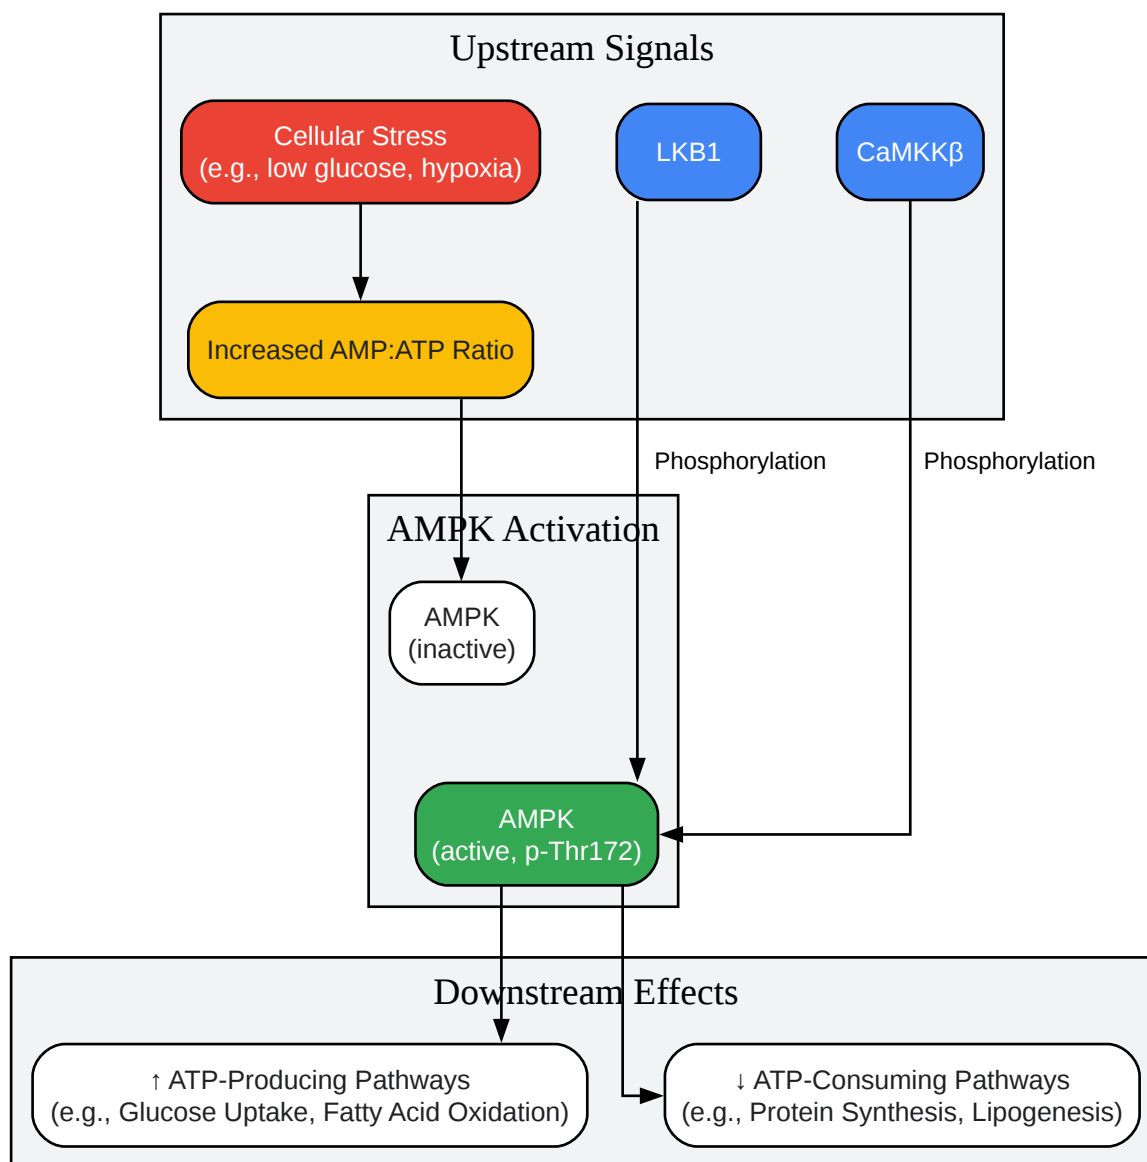 Upstream Signals
Cellular Stress
(e.g., low glucose, hypoxia)
LKB1
CaMKKβ
Increased AMP:ATP Ratio
Phosphorylation
Phosphorylation
AMPK Activation
AMPK
(inactive)
AMPK
(active, p-Thr172)
Downstream Effects
↑ ATP-Producing Pathways
(e.g., Glucose Uptake, Fatty Acid Oxidation)
↓ ATP-Consuming Pathways
(e.g., Protein Synthesis, Lipogenesis)